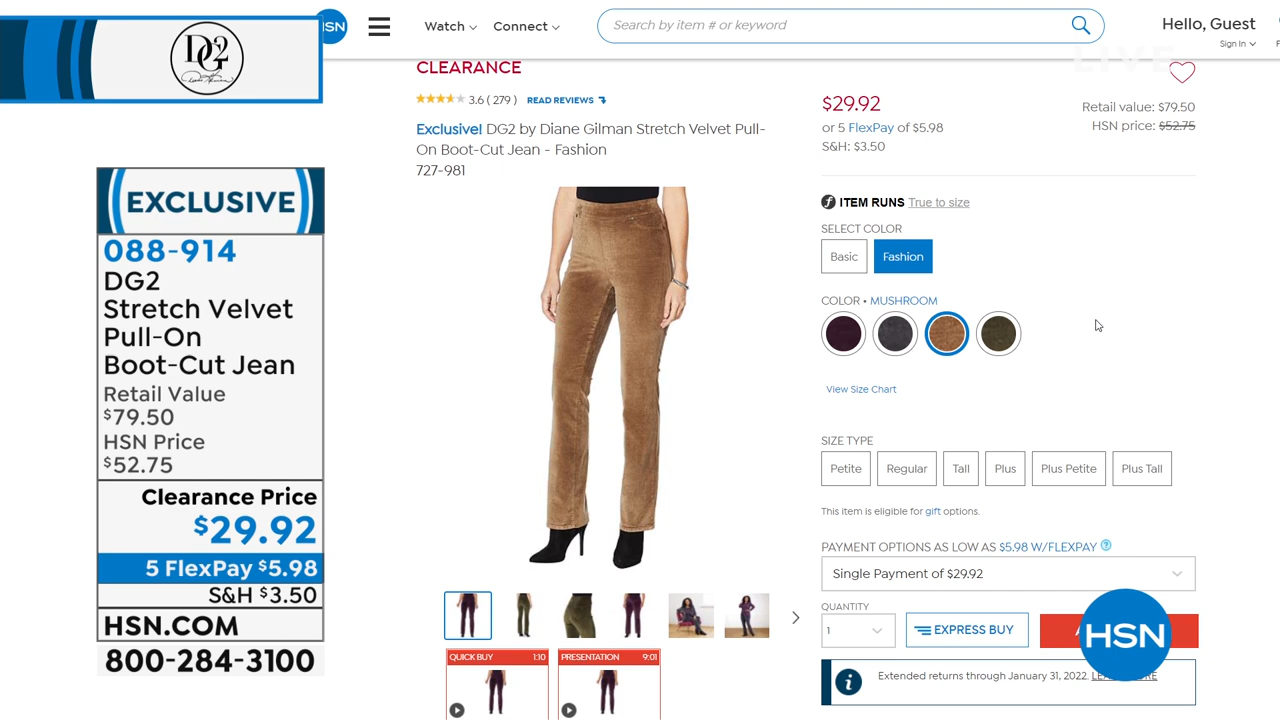 DG2
HSN
Watch
Connect
Search by item # or keyword
Hello, Guest
Sign In
LIVE
EXCLUSIVE
088-914
DG2
Stretch Velvet
Pull-On
Boot-Cut Jean
Retail Value
$79.50
HSN Price
$52.75
Clearance Price
$29.92
5 FlexPay $5.98
S&H $3.50
HSN.COM
800-284-3100
CLEARANCE
3.6 ( 279 ) READ REVIEWS
Exclusive! DG2 by Diane Gilman Stretch Velvet Pull-
On Boot-Cut Jean - Fashion
727-981
QUICK BUY 1:10
PRESENTATION 9:01
$29.92
or 5 FlexPay of $5.98
S&H: $3.50
Retail value: $79.50
HSN price: $52.75
ITEM RUNS True to size
SELECT COLOR
Basic
Fashion
COLOR • MUSHROOM
View Size Chart
SIZE TYPE
Petite
Regular
Tall
Plus
Plus Petite
Plus Tall
This item is eligible for gift options.
PAYMENT OPTIONS AS LOW AS $5.98 W/FLEXPAY
Single Payment of $29.92
QUANTITY
1
EXPRESS BUY
HSN
Extended returns through January 31, 2022.